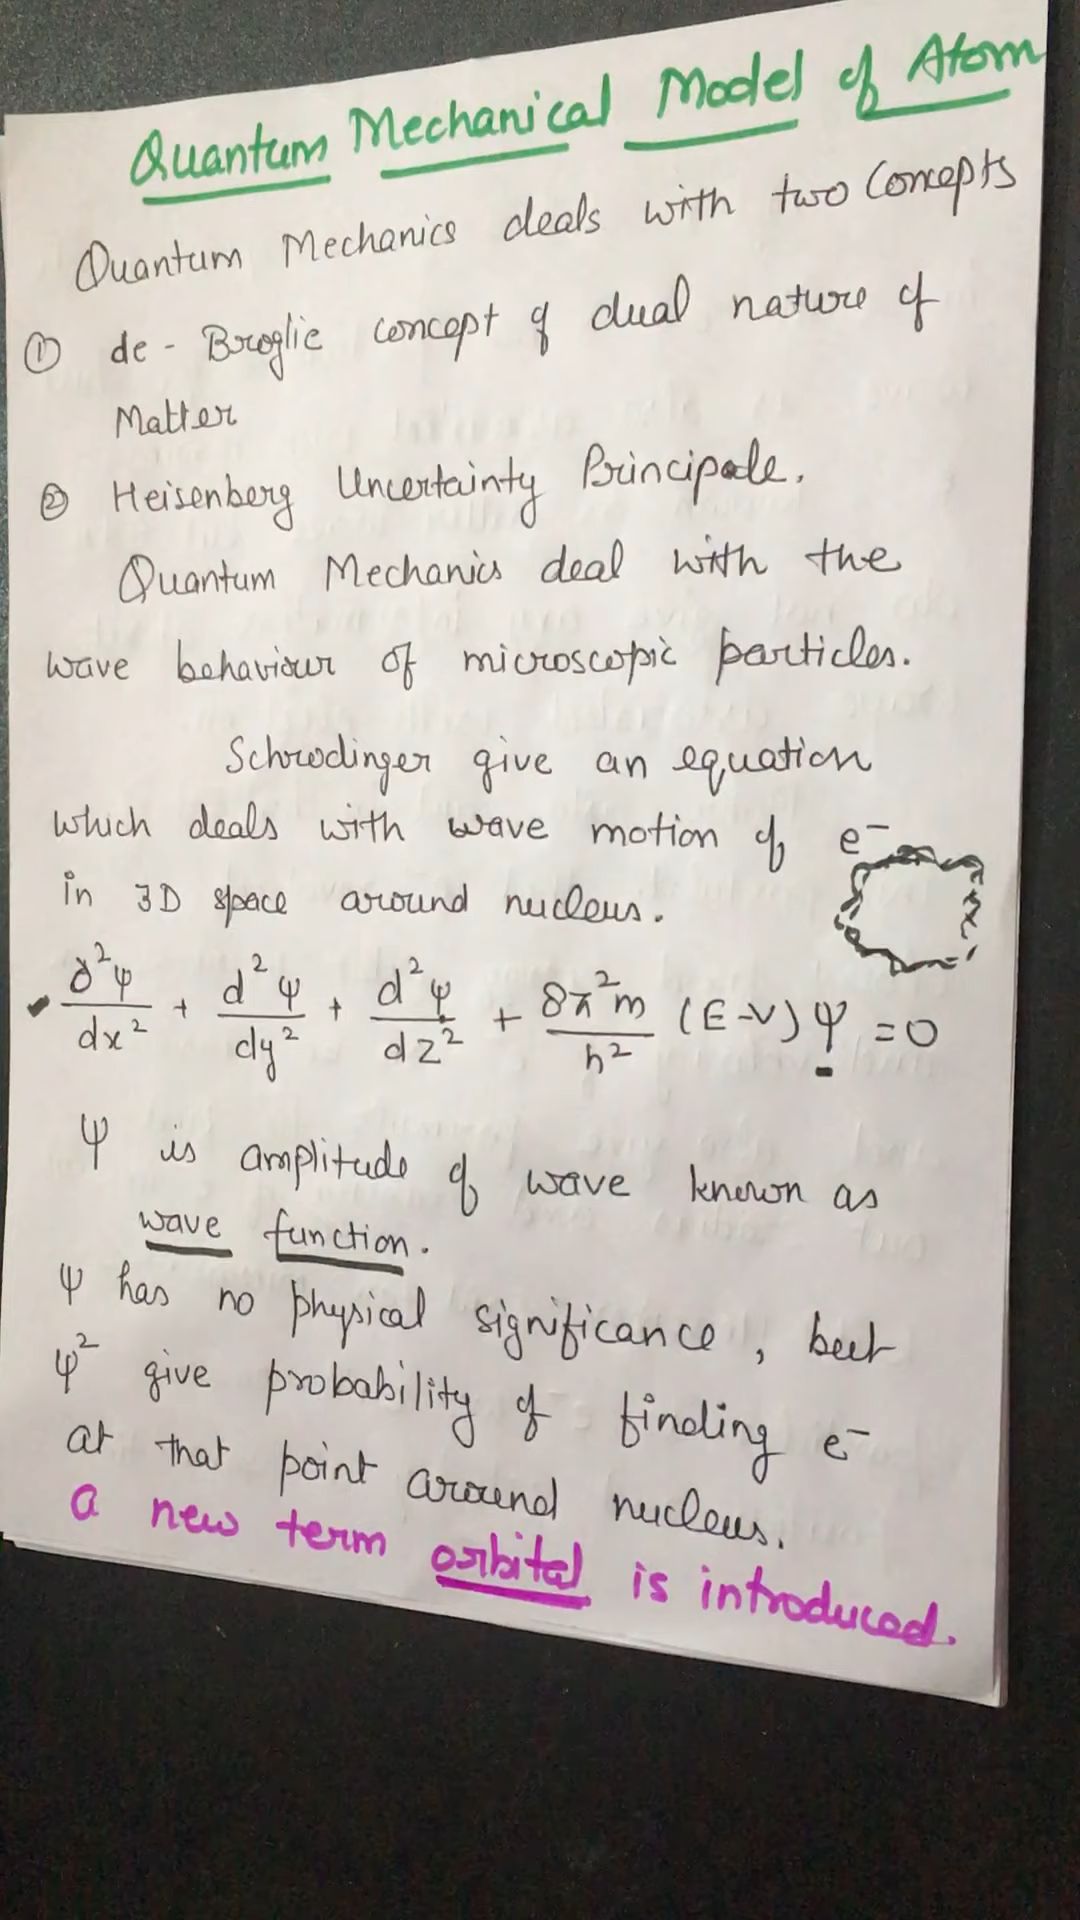 Quantum Mechanical Model of Atom
Quantum Mechanics deals with two Concepts
① de - Broglie concept of dual nature of
Matter
② Heisenberg Uncertainty Principale.
Quantum Mechanics deal with the
wave behaviour of microscopic particles.
Schrodinger give an equation
which deals with wave motion of e⁻
in 3D space around nucleus.
∂²ψ/dx² + d²ψ/dy² + d²ψ/dz² + 8π²m/h² (E-V)ψ = 0
ψ is amplitude of wave known as
wave function.
ψ has no physical significance, but
ψ² give probability of finding e⁻
at that point around nucleus.
a new term orbital is introduced.